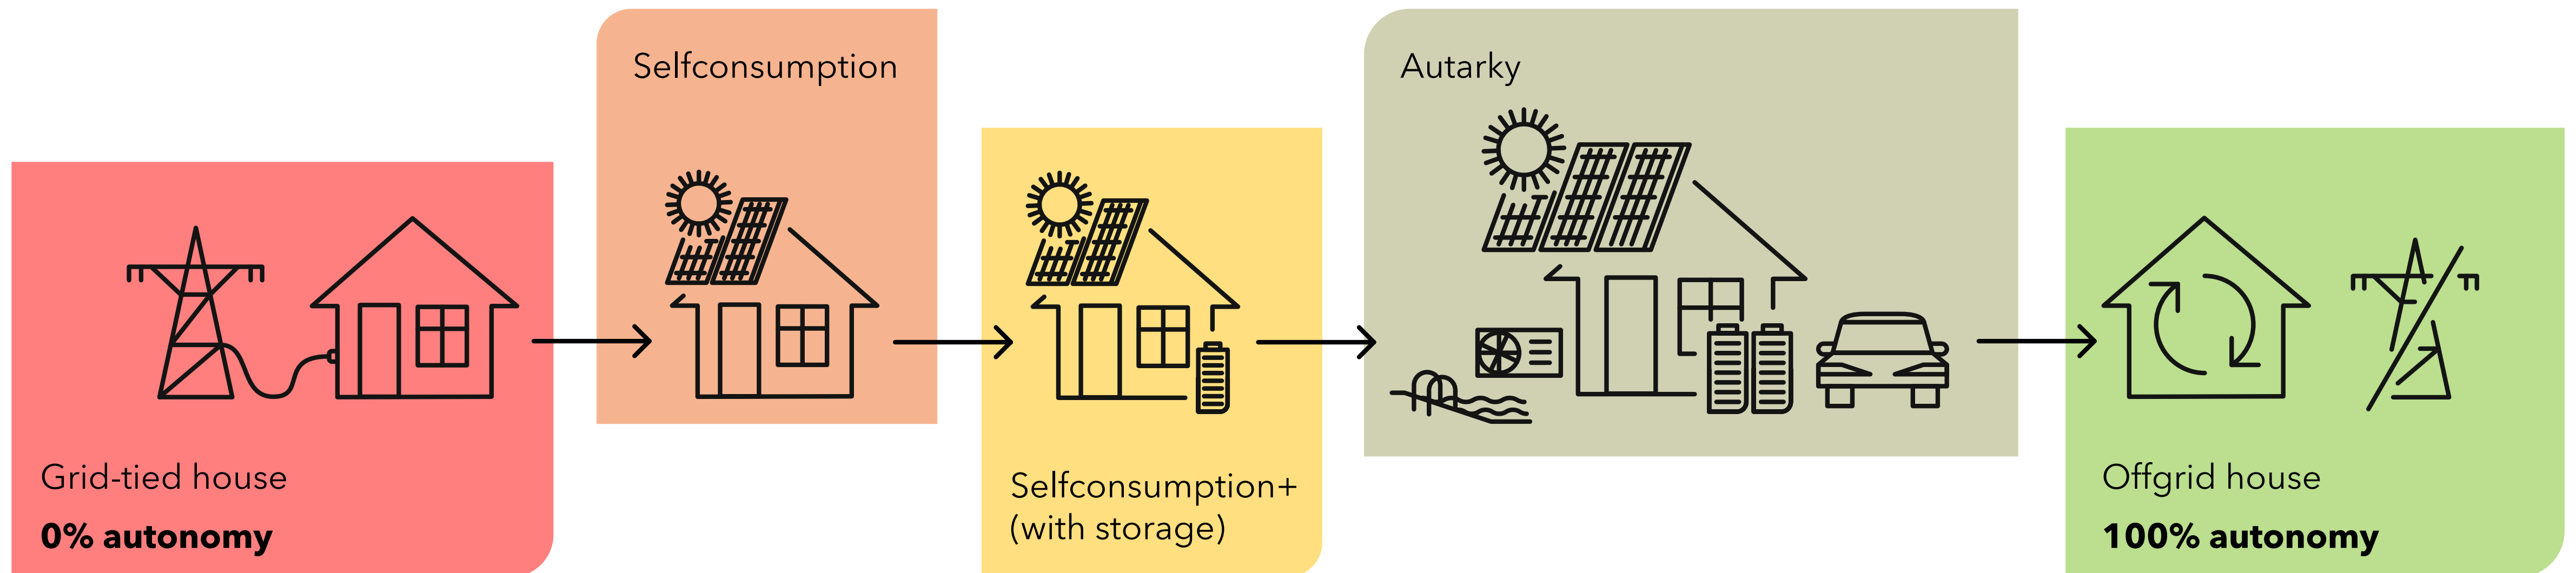 Grid-tied house
0% autonomy
Selfconsumption
Selfconsumption+
(with storage)
Autarky
Offgrid house
100% autonomy